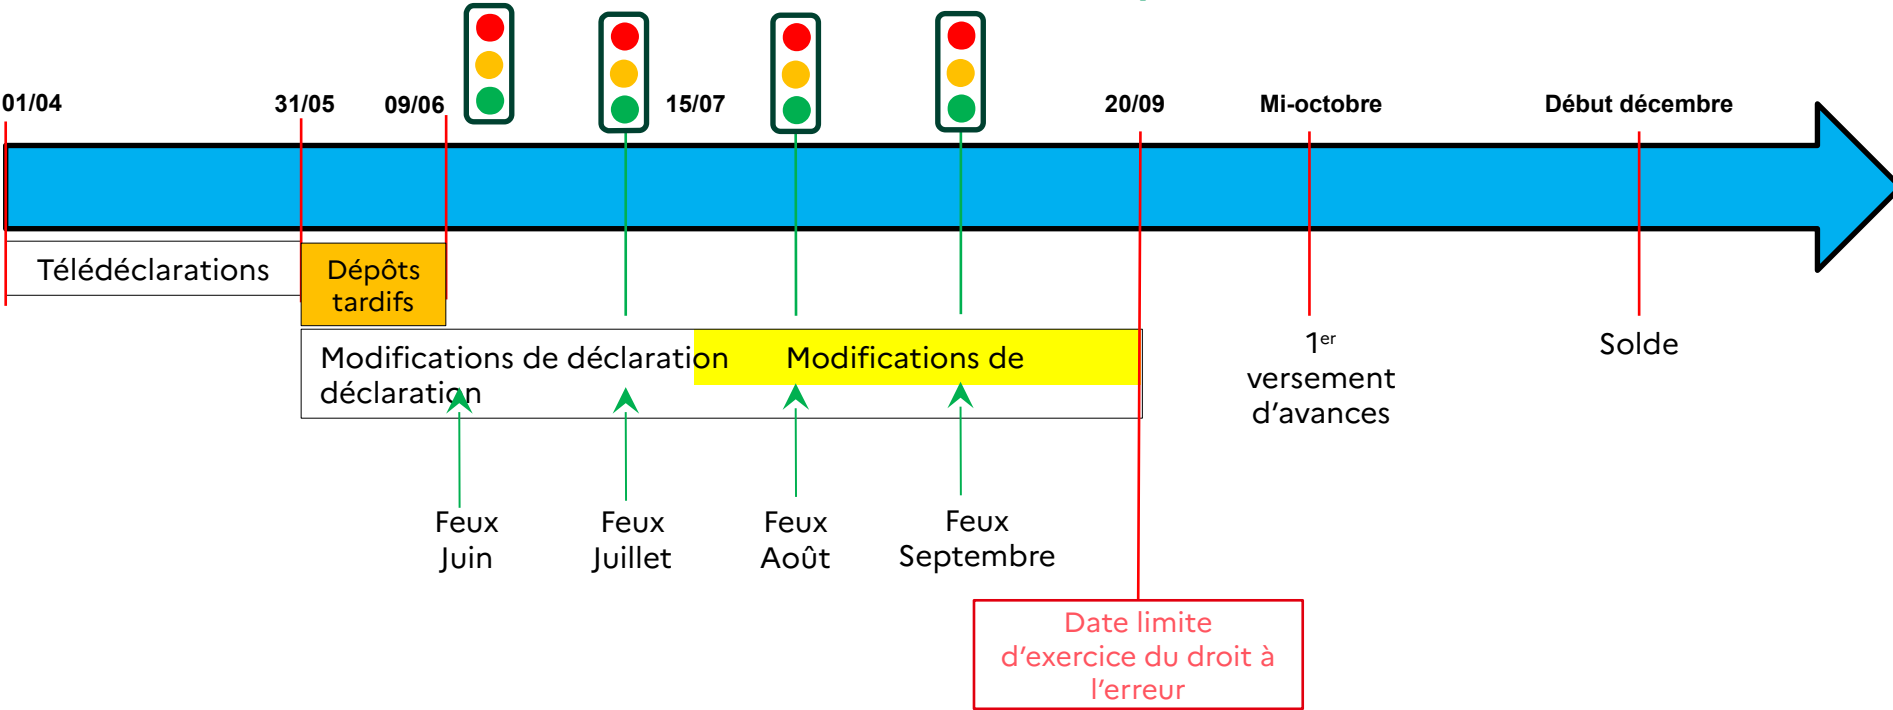 01/04
31/05
09/06
15/07
20/09
Mi-octobre
Début décembre
Télédéclarations
Dépôts
tardifs
Modifications de déclaration Modifications de
déclaration
1er
versement
d’avances
Solde
Feux
Juin
Feux
Juillet
Feux
Août
Feux
Septembre
Date limite
d’exercice du droit à
l’erreur